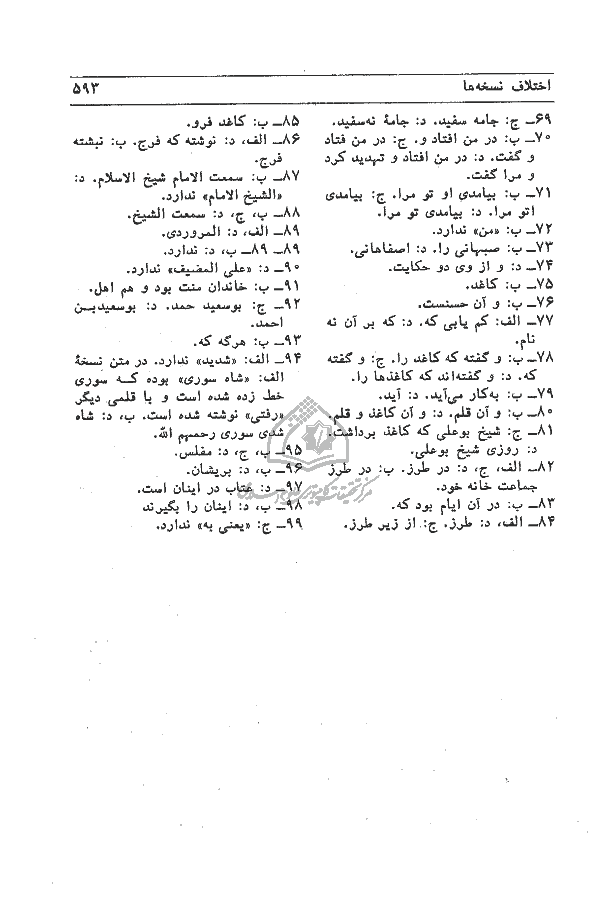 اختلاف نسخه‌ها
۵۹۳
۶۹ـ ج: جامه سفید. د: جامهٔ نه‌سفید.
۷۰ـ ب: در من افتاد و. ج: در من فتاد
و گفت. د: در من افتاد و تهدید کرد
و مرا گفت.
۷۱ـ ب: بیامدی او تو مرا. ج: بیامدی
اتو مرا. د: بیامدی تو مرا.
۷۲ـ ب: «من» ندارد.
۷۳ـ ب: صبهانی را. د: اصفاهانی.
۷۴ـ د: و از وی دو حکایت.
۷۵ـ ب: کاغد.
۷۶ـ ب: و آن حسنست.
۷۷ـ الف: کم یابی که. د: که بر آن نه
نام.
۷۸ـ ب: و گفته که کاغد را. ج: و گفته
که. د: و گفته‌اند که کاغذها را.
۷۹ـ ب: به‌کار می‌آید. د: آید.
۸۰ـ ب: و آن قلم. د: و آن کاغذ و قلم.
۸۱ـ ج: شیخ بوعلی که کاغذ برداشت.
د: روزی شیخ بوعلی.
۸۲ـ الف، ج، د: در طرز. ب: در طرز
جماعت خانه خود.
۸۳ـ ب: در آن ایام بود که.
۸۴ـ الف، د: طرز. ج: از زیر طرز.
۸۵ـ ب: کاغد فرو.
۸۶ـ الف، د: نوشته که فرج. ب: نبشته
فرج.
۸۷ـ ب: سمعت الامام شیخ الاسلام. د:
«الشیخ الامام» ندارد.
۸۸ـ ب، ج، د: سمعت الشیخ.
۸۹ـ الف، د: المروردی.
۸۹ـ ۸۹ـ ب، د: ندارد.
۹۰ـ د: «علی المضیف» ندارد.
۹۱ـ ب: خاندان منت بود و هم اهل.
۹۲ـ ج: بوسعید حمد. د: بوسعیدبن
احمد.
۹۳ـ ب: هرگه که.
۹۴ـ الف: «شدید» ندارد. در متن نسخهٔ
الف: «شاه سوری» بوده که سوری
خط زده شده است و با قلمی دیگر
«رفتی» نوشته شده است. ب، د: شاه
شدی سوری رحمهم الله.
۹۵ـ ب، ج، د: مفلس.
۹۶ـ ب، د: بریشان.
۹۷ـ د: عتاب در اینان است.
۹۸ـ ب، د: اینان را بگیرند
۹۹ـ ج: «یعنی به» ندارد.